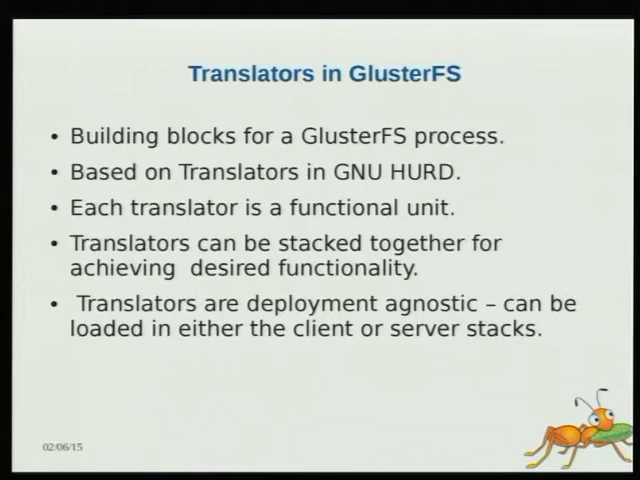 Translators in GlusterFS
• Building blocks for a GlusterFS process.
• Based on Translators in GNU HURD.
• Each translator is a functional unit.
• Translators can be stacked together for
achieving  desired functionality.
•  Translators are deployment agnostic – can be
loaded in either the client or server stacks.
02/06/15